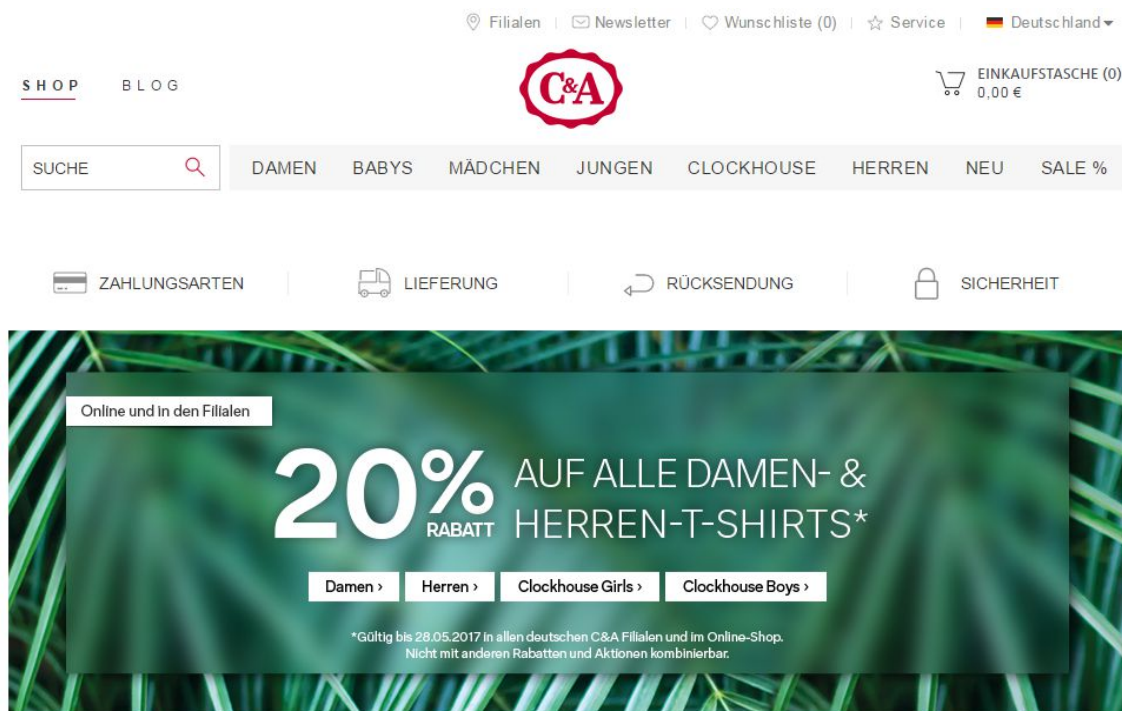 Filialen Newsletter Wunschliste (0) Service Deutschland
SHOP BLOG
C&A
EINKAUFSTASCHE (0)
0,00 €
SUCHE DAMEN BABYS MÄDCHEN JUNGEN CLOCKHOUSE HERREN NEU SALE %
ZAHLUNGSARTEN LIEFERUNG RÜCKSENDUNG SICHERHEIT
Online und in den Filialen
20% RABATT
AUF ALLE DAMEN- &
HERREN-T-SHIRTS*
Damen › Herren › Clockhouse Girls › Clockhouse Boys ›
*Gültig bis 28.05.2017 in allen deutschen C&A Filialen und im Online-Shop.
Nicht mit anderen Rabatten und Aktionen kombinierbar.